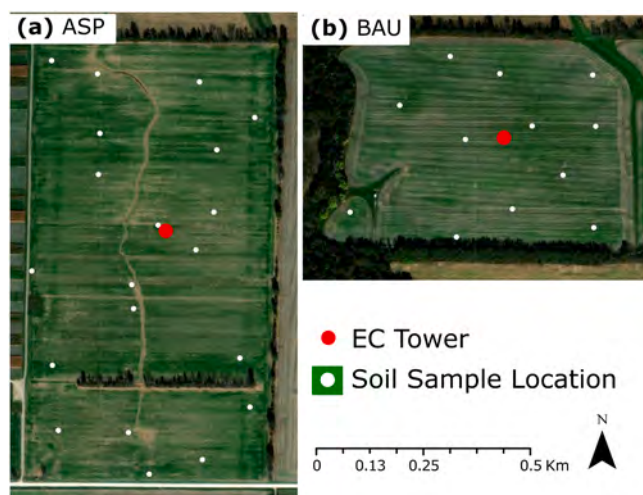 (a) ASP
(b) BAU
EC Tower
Soil Sample Location
N
0 0.13 0.25 0.5 Km